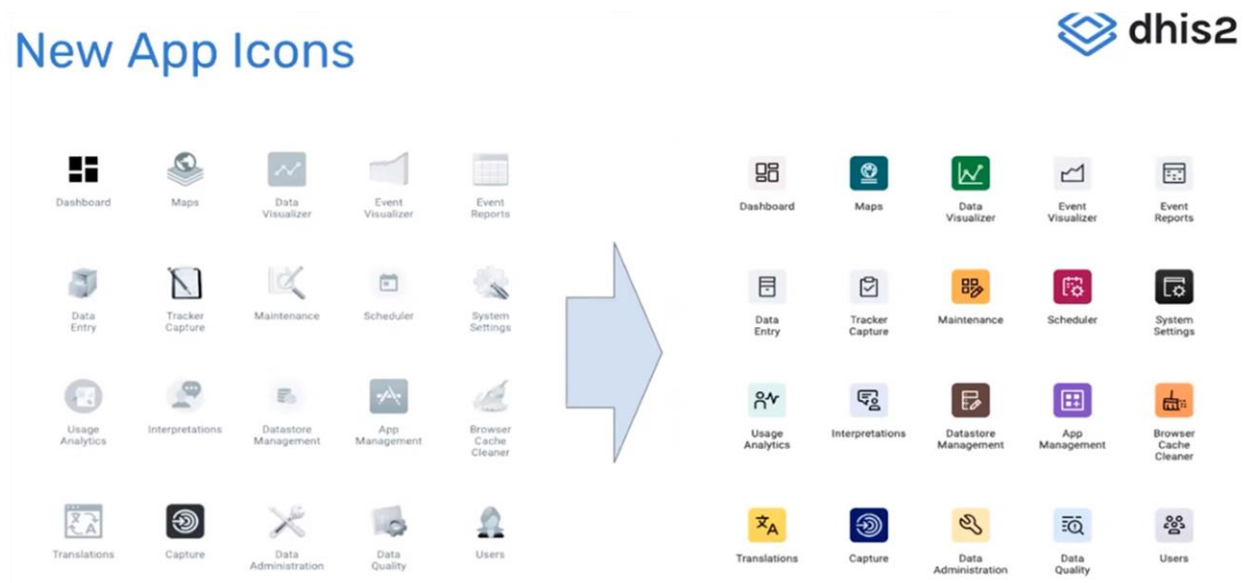 New App Icons
dhis2
Dashboard
Maps
Data
Visualizer
Event
Visualizer
Event
Reports
Data
Entry
Tracker
Capture
Maintenance
Scheduler
System
Settings
Usage
Analytics
Interpretations
Datastore
Management
App
Management
Browser
Cache
Cleaner
Translations
Capture
Data
Administration
Data
Quality
Users
Dashboard
Maps
Data
Visualizer
Event
Visualizer
Event
Reports
Data
Entry
Tracker
Capture
Maintenance
Scheduler
System
Settings
Usage
Analytics
Interpretations
Datastore
Management
App
Management
Browser
Cache
Cleaner
Translations
Capture
Data
Administration
Data
Quality
Users